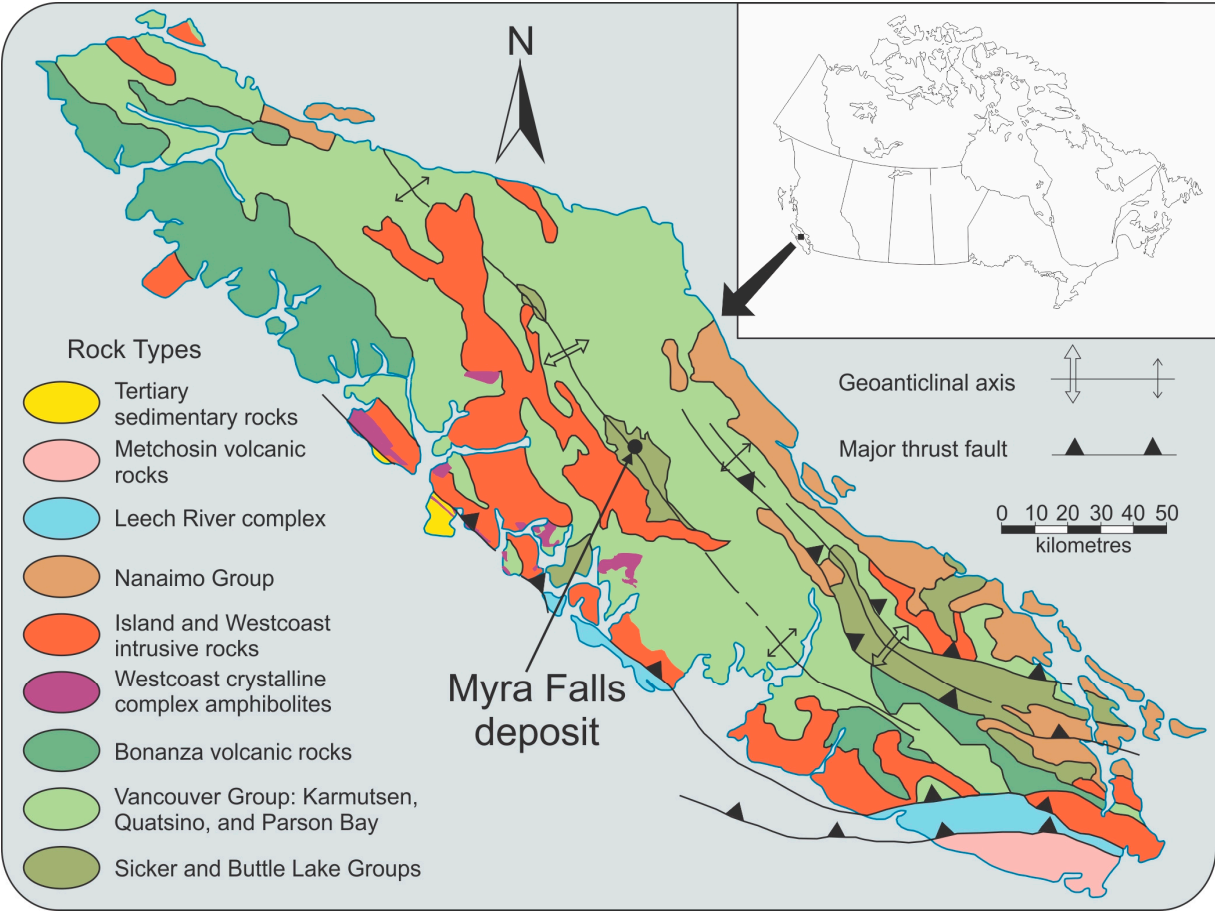 N
Rock Types
Tertiary
sedimentary rocks
Metchosin volcanic
rocks
Leech River complex
Nanaimo Group
Island and Westcoast
intrusive rocks
Westcoast crystalline
complex amphibolites
Bonanza volcanic rocks
Vancouver Group: Karmutsen,
Quatsino, and Parson Bay
Sicker and Buttle Lake Groups
Myra Falls
deposit
Geoanticlinal axis
Major thrust fault
0 10 20 30 40 50
kilometres